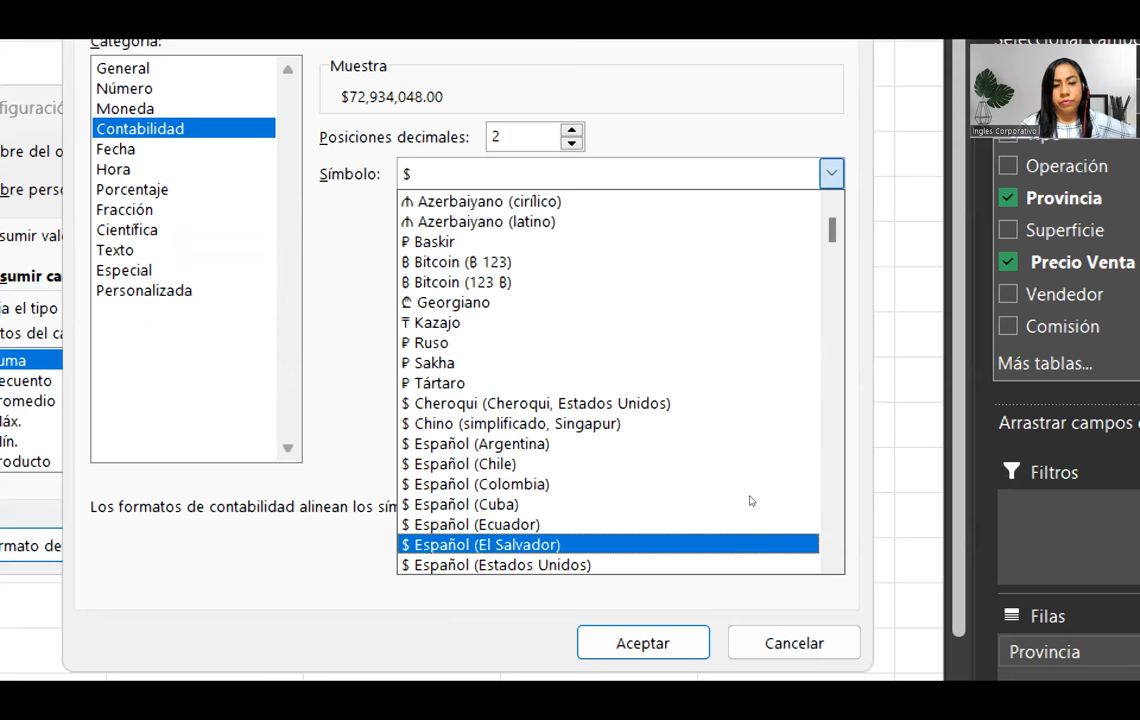 Categoría:
General
Número
Moneda
Contabilidad
Fecha
Hora
Porcentaje
Fracción
Científica
Texto
Especial
Personalizada
Muestra
$72,934,048.00
Posiciones decimales: 2
Símbolo: $
₼ Azerbaiyano (cirílico)
₼ Azerbaiyano (latino)
₽ Baskir
₿ Bitcoin (₿ 123)
₿ Bitcoin (123 ₿)
₾ Georgiano
₸ Kazajo
₽ Ruso
₽ Sakha
₽ Tártaro
$ Cheroqui (Cheroqui, Estados Unidos)
$ Chino (simplificado, Singapur)
$ Español (Argentina)
$ Español (Chile)
$ Español (Colombia)
$ Español (Cuba)
$ Español (Ecuador)
$ Español (El Salvador)
$ Español (Estados Unidos)
Los formatos de contabilidad alinean los sím
Aceptar
Cancelar
figuració
bre del o
bre perso
sumir valo
sumir ca
ia el tipo
tos del ca
uma
ecuento
romedio
áx.
ín.
roducto
rmato de
Ingles Corporativo
Operación
Provincia
Superficie
Precio Venta
Vendedor
Comisión
Más tablas...
Arrastrar campos
Filtros
Filas
Provincia